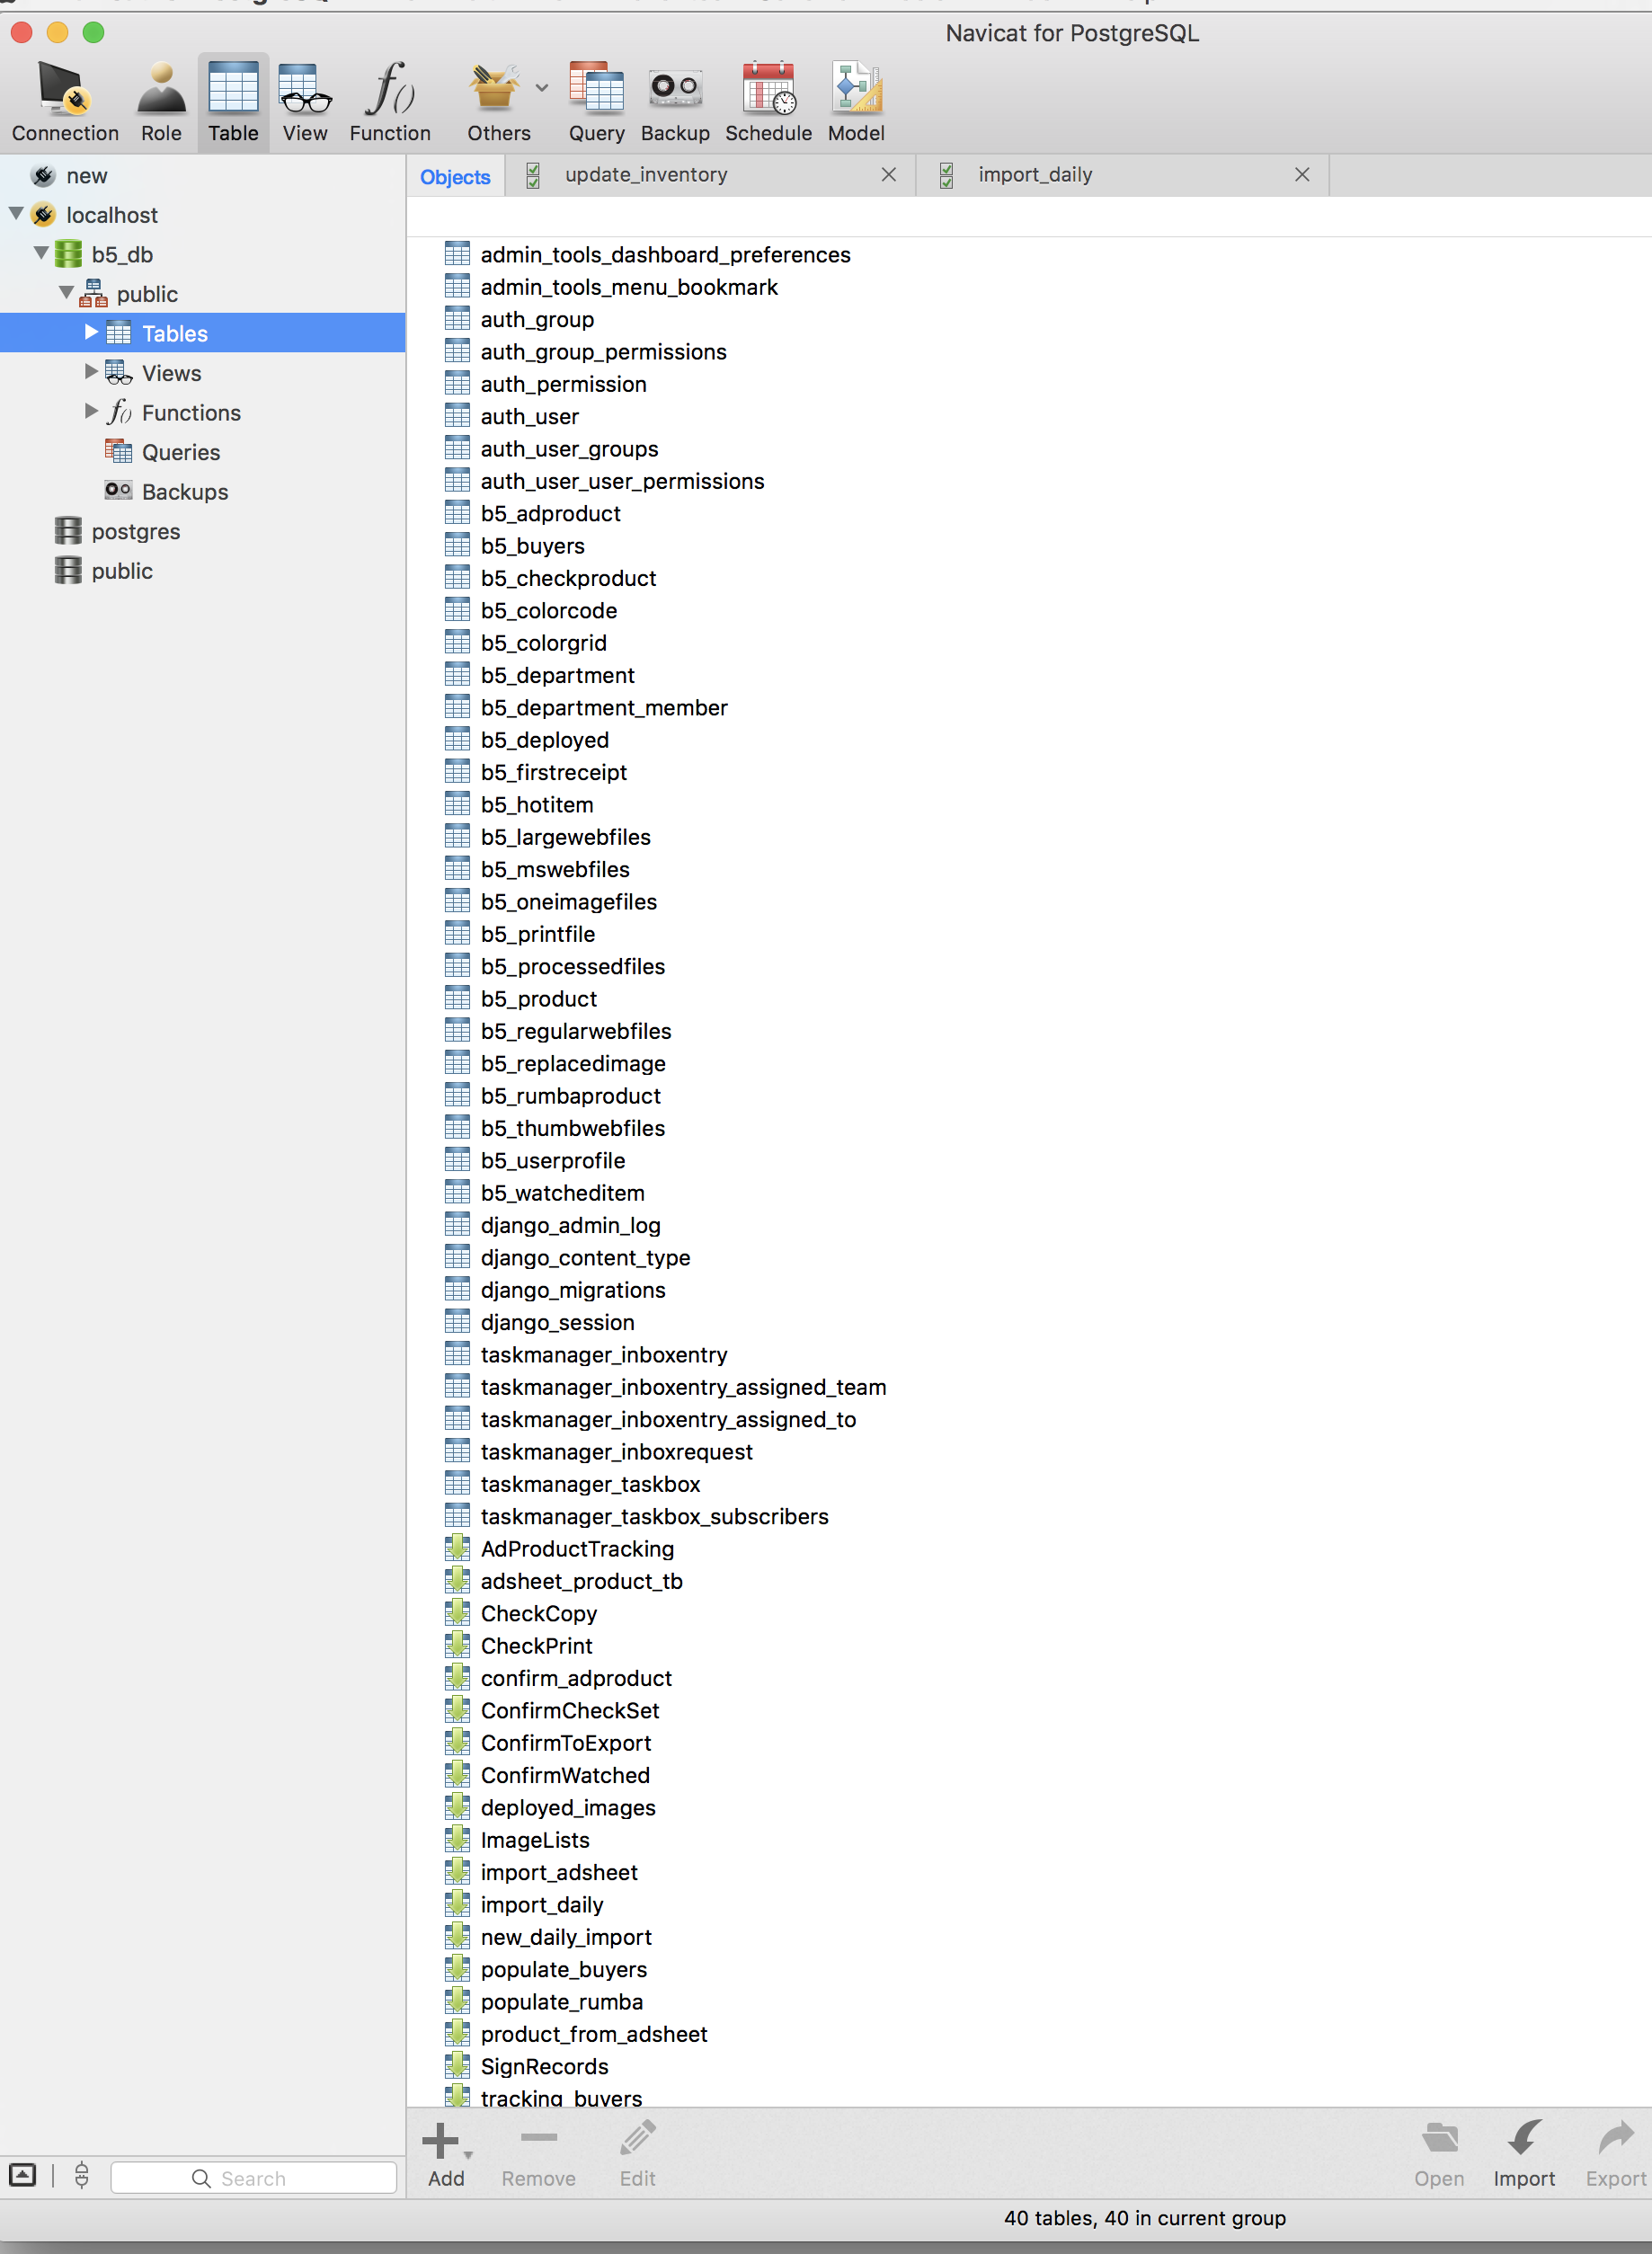 Navicat for PostgreSQL
Connection Role Table View Function Others Query Backup Schedule Model
new
localhost
b5_db
public
Tables
Views
Functions
Queries
Backups
postgres
public
Search
Objects update_inventory import_daily
admin_tools_dashboard_preferences
admin_tools_menu_bookmark
auth_group
auth_group_permissions
auth_permission
auth_user
auth_user_groups
auth_user_user_permissions
b5_adproduct
b5_buyers
b5_checkproduct
b5_colorcode
b5_colorgrid
b5_department
b5_department_member
b5_deployed
b5_firstreceipt
b5_hotitem
b5_largewebfiles
b5_mswebfiles
b5_oneimagefiles
b5_printfile
b5_processedfiles
b5_product
b5_regularwebfiles
b5_replacedimage
b5_rumbaproduct
b5_thumbwebfiles
b5_userprofile
b5_watcheditem
django_admin_log
django_content_type
django_migrations
django_session
taskmanager_inboxentry
taskmanager_inboxentry_assigned_team
taskmanager_inboxentry_assigned_to
taskmanager_inboxrequest
taskmanager_taskbox
taskmanager_taskbox_subscribers
AdProductTracking
adsheet_product_tb
CheckCopy
CheckPrint
confirm_adproduct
ConfirmCheckSet
ConfirmToExport
ConfirmWatched
deployed_images
ImageLists
import_adsheet
import_daily
new_daily_import
populate_buyers
populate_rumba
product_from_adsheet
SignRecords
tracking_buyers
Add Remove Edit Open Import Export
40 tables, 40 in current group